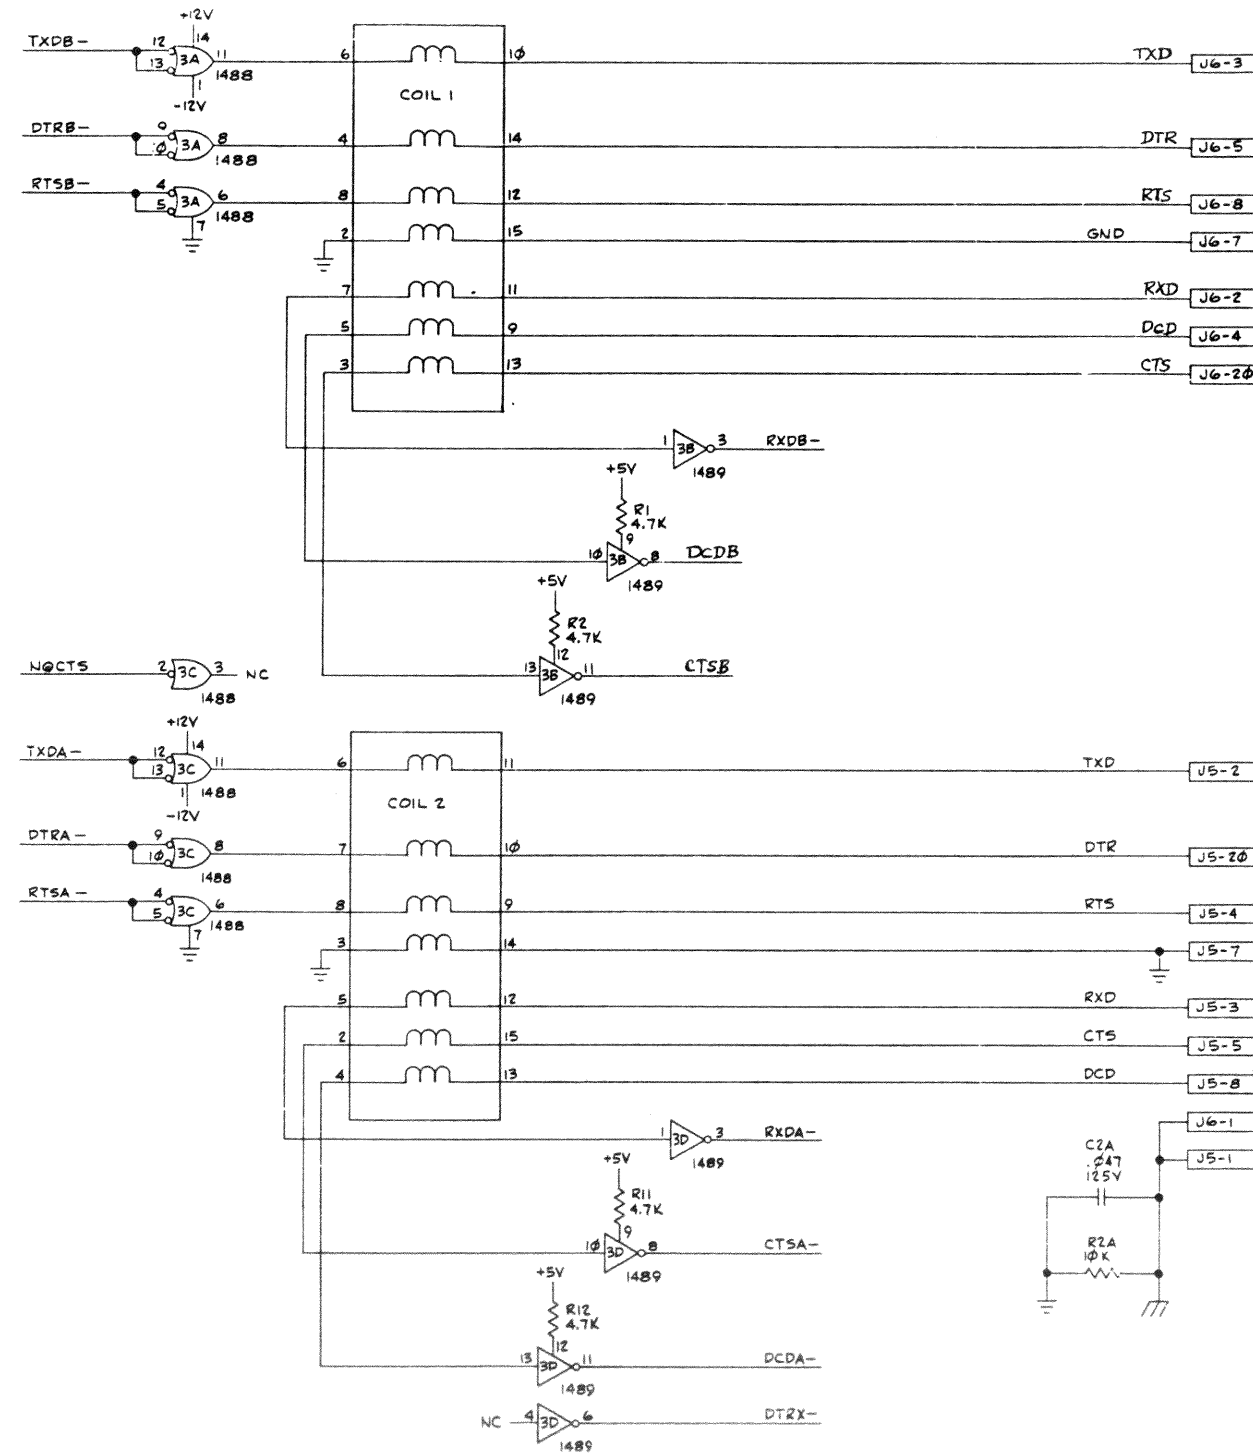 +12V
TXDB-
12
14
13
3A
11
1488
1
-12V
6
1Ø
TXD
J6-3
COIL 1
DTRB-
9
1Ø
3A
8
1488
4
14
DTR
J6-5
RTSB-
4
5
3A
6
1488
7
8
12
RTS
J6-8
2
15
GND
J6-7
7
11
RXD
J6-2
5
9
DCD
J6-4
3
13
CTS
J6-2Ø
1
3B
3
RXDB-
1489
+5V
R1
4.7K
9
1Ø
3B
8
DCDB
1489
+5V
R2
4.7K
12
13
3B
11
CTSB
1489
NØCTS
2
3C
3
NC
1488
+12V
TXDA-
12
14
13
3C
11
1488
1
-12V
6
11
TXD
J5-2
COIL 2
DTRA-
9
1Ø
3C
8
1488
7
1Ø
DTR
J5-2Ø
RTSA-
4
5
3C
6
1488
7
8
9
RTS
J5-4
3
14
J5-7
5
12
RXD
J5-3
2
15
CTS
J5-5
4
13
DCD
J5-8
J6-1
J5-1
1
3D
3
RXDA-
1489
C2A
.Ø47
125V
+5V
R11
4.7K
9
1Ø
3D
8
CTSA-
1489
R2A
1ØK
+5V
R12
4.7K
12
13
3D
11
DCDA-
1489
NC
4
3D
6
DTRX-
1489